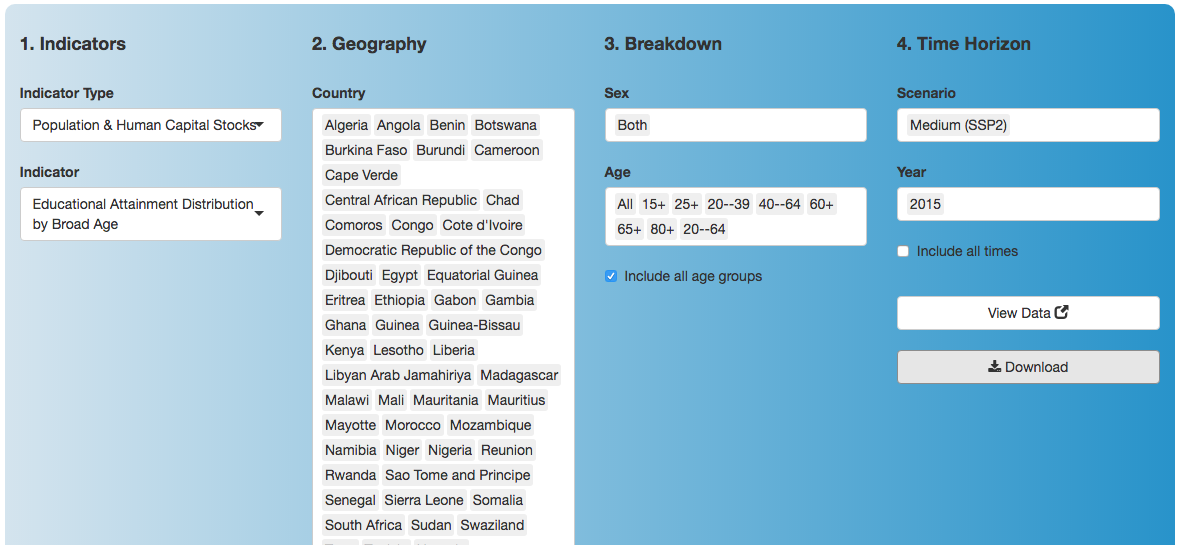 1. Indicators
Indicator Type
Population & Human Capital Stocks
Indicator
Educational Attainment Distribution
by Broad Age
2. Geography
Country
Algeria Angola Benin Botswana
Burkina Faso Burundi Cameroon
Cape Verde
Central African Republic Chad
Comoros Congo Cote d'Ivoire
Democratic Republic of the Congo
Djibouti Egypt Equatorial Guinea
Eritrea Ethiopia Gabon Gambia
Ghana Guinea Guinea-Bissau
Kenya Lesotho Liberia
Libyan Arab Jamahiriya Madagascar
Malawi Mali Mauritania Mauritius
Mayotte Morocco Mozambique
Namibia Niger Nigeria Reunion
Rwanda Sao Tome and Principe
Senegal Sierra Leone Somalia
South Africa Sudan Swaziland
3. Breakdown
Sex
Both
Age
All 15+ 25+ 20--39 40--64 60+
65+ 80+ 20--64
Include all age groups
4. Time Horizon
Scenario
Medium (SSP2)
Year
2015
Include all times
View Data
Download